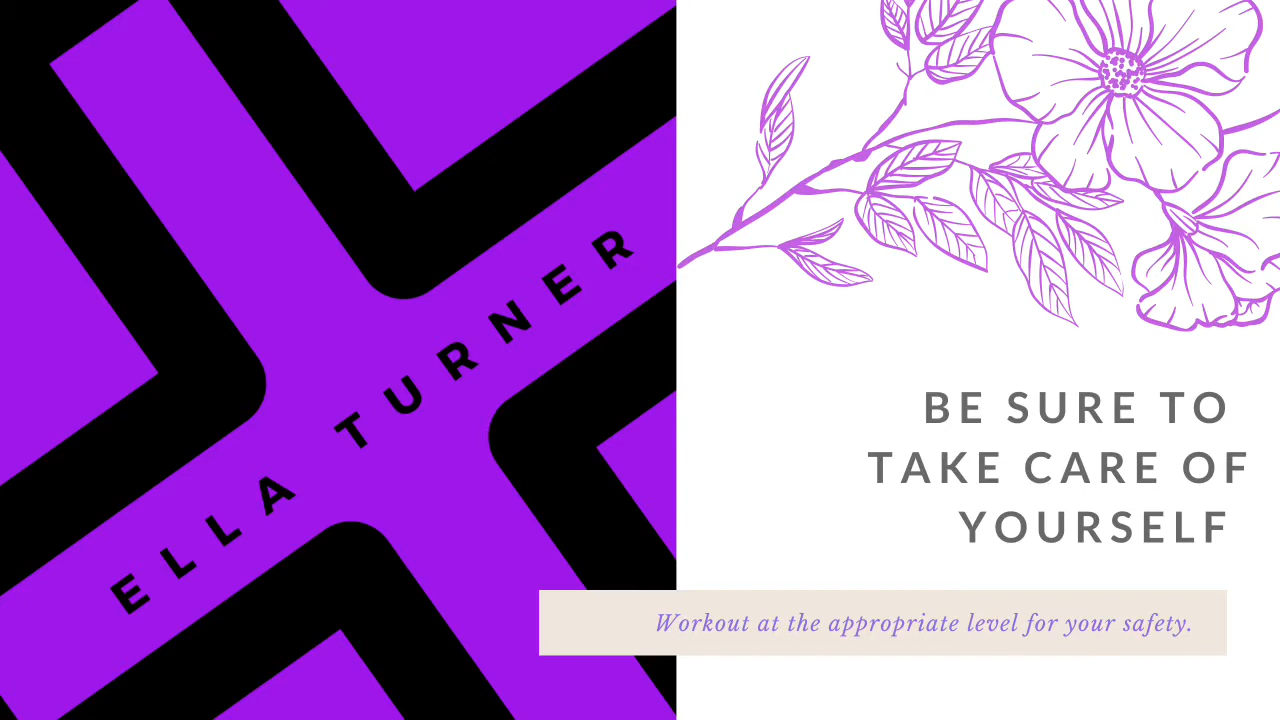 ELLA TURNER
BE SURE TO
TAKE CARE OF
YOURSELF
Workout at the appropriate level for your safety.